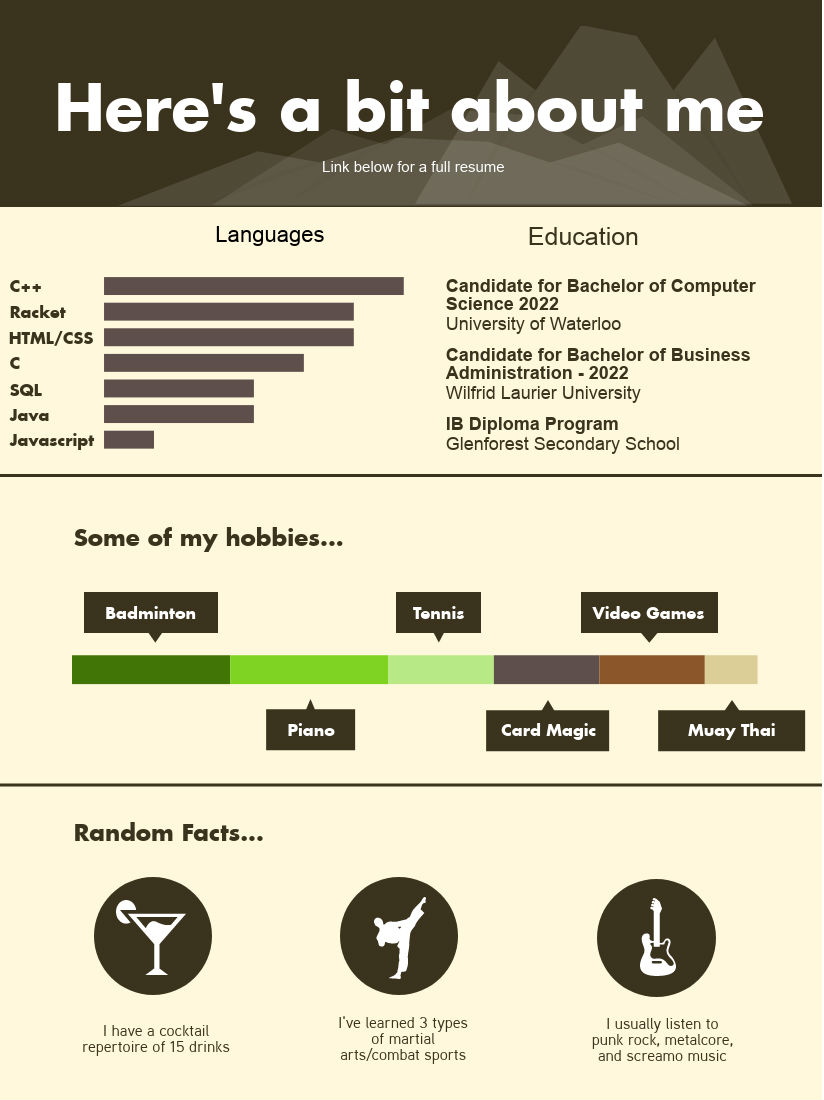 Here's a bit about me
Link below for a full resume
Languages
C++
Racket
HTML/CSS
C
SQL
Java
Javascript
Education
Candidate for Bachelor of Computer
Science 2022
University of Waterloo
Candidate for Bachelor of Business
Administration - 2022
Wilfrid Laurier University
IB Diploma Program
Glenforest Secondary School
Some of my hobbies...
Badminton
Tennis
Video Games
Piano
Card Magic
Muay Thai
Random Facts...
I have a cocktail
repertoire of 15 drinks
I've learned 3 types
of martial
arts/combat sports
I usually listen to
punk rock, metalcore,
and screamo music